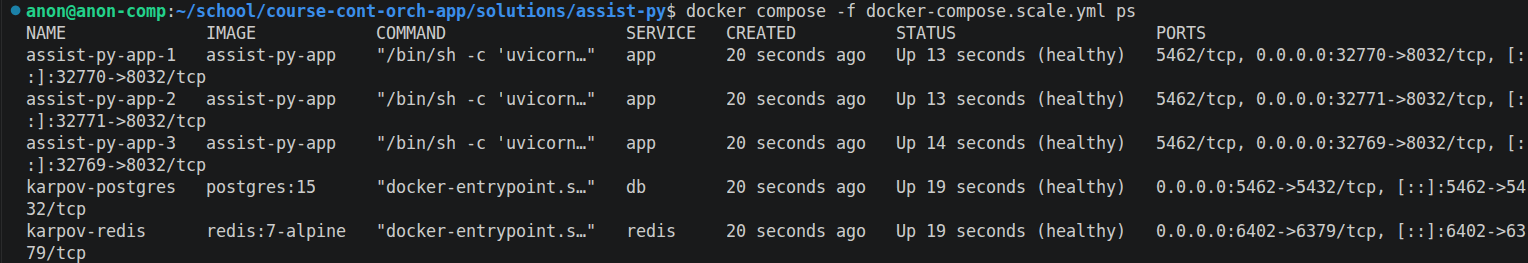 anon@anon-comp:~/school/course-cont-orch-app/solutions/assist-py$ docker compose -f docker-compose.scale.yml ps
NAME IMAGE COMMAND SERVICE CREATED STATUS PORTS
assist-py-app-1 assist-py-app "/bin/sh -c 'uvicorn…" app 20 seconds ago Up 13 seconds (healthy) 5462/tcp, 0.0.0.0:32770->8032/tcp, [:
:]:32770->8032/tcp
assist-py-app-2 assist-py-app "/bin/sh -c 'uvicorn…" app 20 seconds ago Up 13 seconds (healthy) 5462/tcp, 0.0.0.0:32771->8032/tcp, [:
:]:32771->8032/tcp
assist-py-app-3 assist-py-app "/bin/sh -c 'uvicorn…" app 20 seconds ago Up 14 seconds (healthy) 5462/tcp, 0.0.0.0:32769->8032/tcp, [:
:]:32769->8032/tcp
karpov-postgres postgres:15 "docker-entrypoint.s…" db 20 seconds ago Up 19 seconds (healthy) 0.0.0.0:5462->5432/tcp, [::]:5462->54
32/tcp
karpov-redis redis:7-alpine "docker-entrypoint.s…" redis 20 seconds ago Up 19 seconds (healthy) 0.0.0.0:6402->6379/tcp, [::]:6402->63
79/tcp